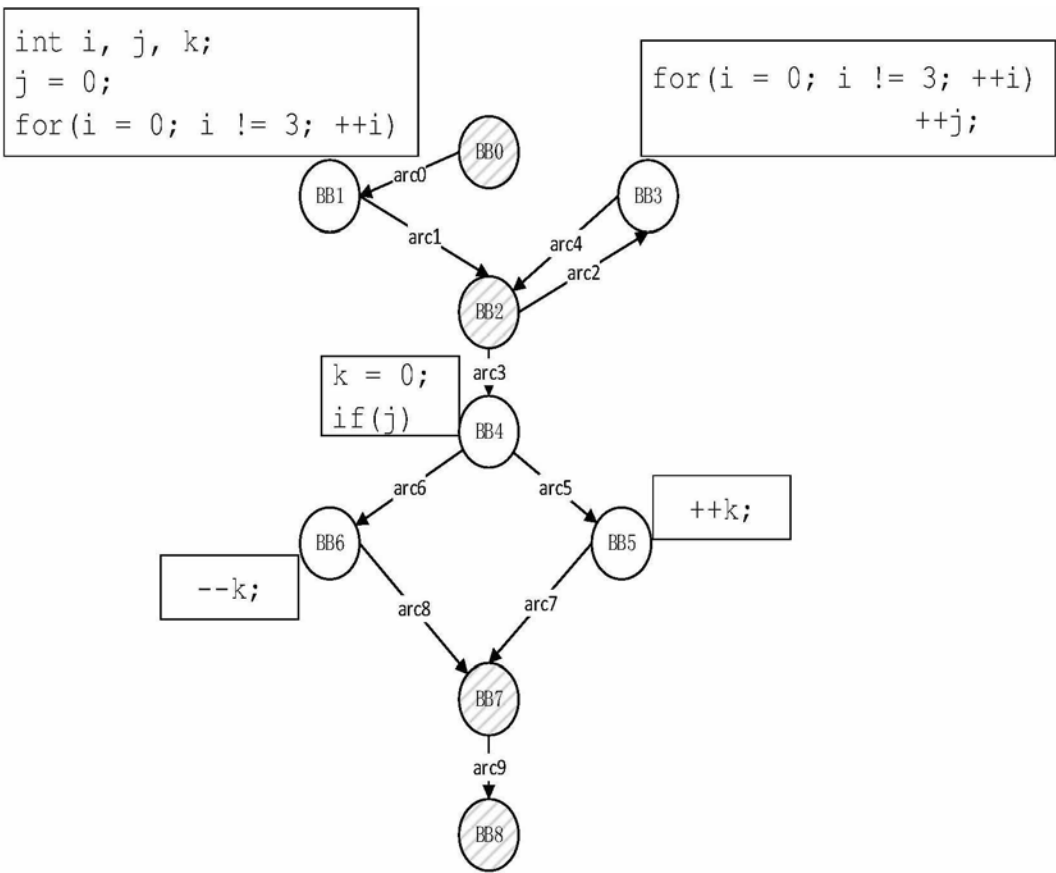 int i, j, k;
j = 0;
for(i = 0; i != 3; ++i)
for(i = 0; i != 3; ++i)
++j;
BB0
arc0
BB1
BB3
arc1
arc4
arc2
BB2
arc3
k = 0;
if(j)
BB4
arc6
arc5
++k;
BB6
BB5
--k;
arc8
arc7
BB7
arc9
BB8